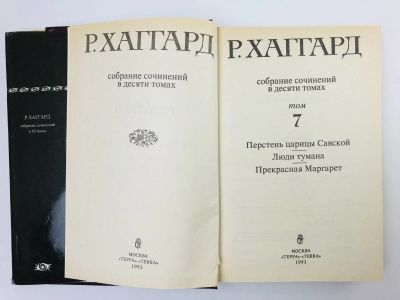 Р. ХАГГАРД
собрание сочинений
в 10 томах
Р. ХАГГАРД
собрание сочинений
в десяти томах
МОСКВА
«ТЕРРА»-«TERRA»
1993
Р. ХАГГАРД
собрание сочинений
в десяти томах
том
7
Перстень царицы Савской
Люди тумана
Прекрасная Маргарет
МОСКВА
«ТЕРРА»-«TERRA»
1993